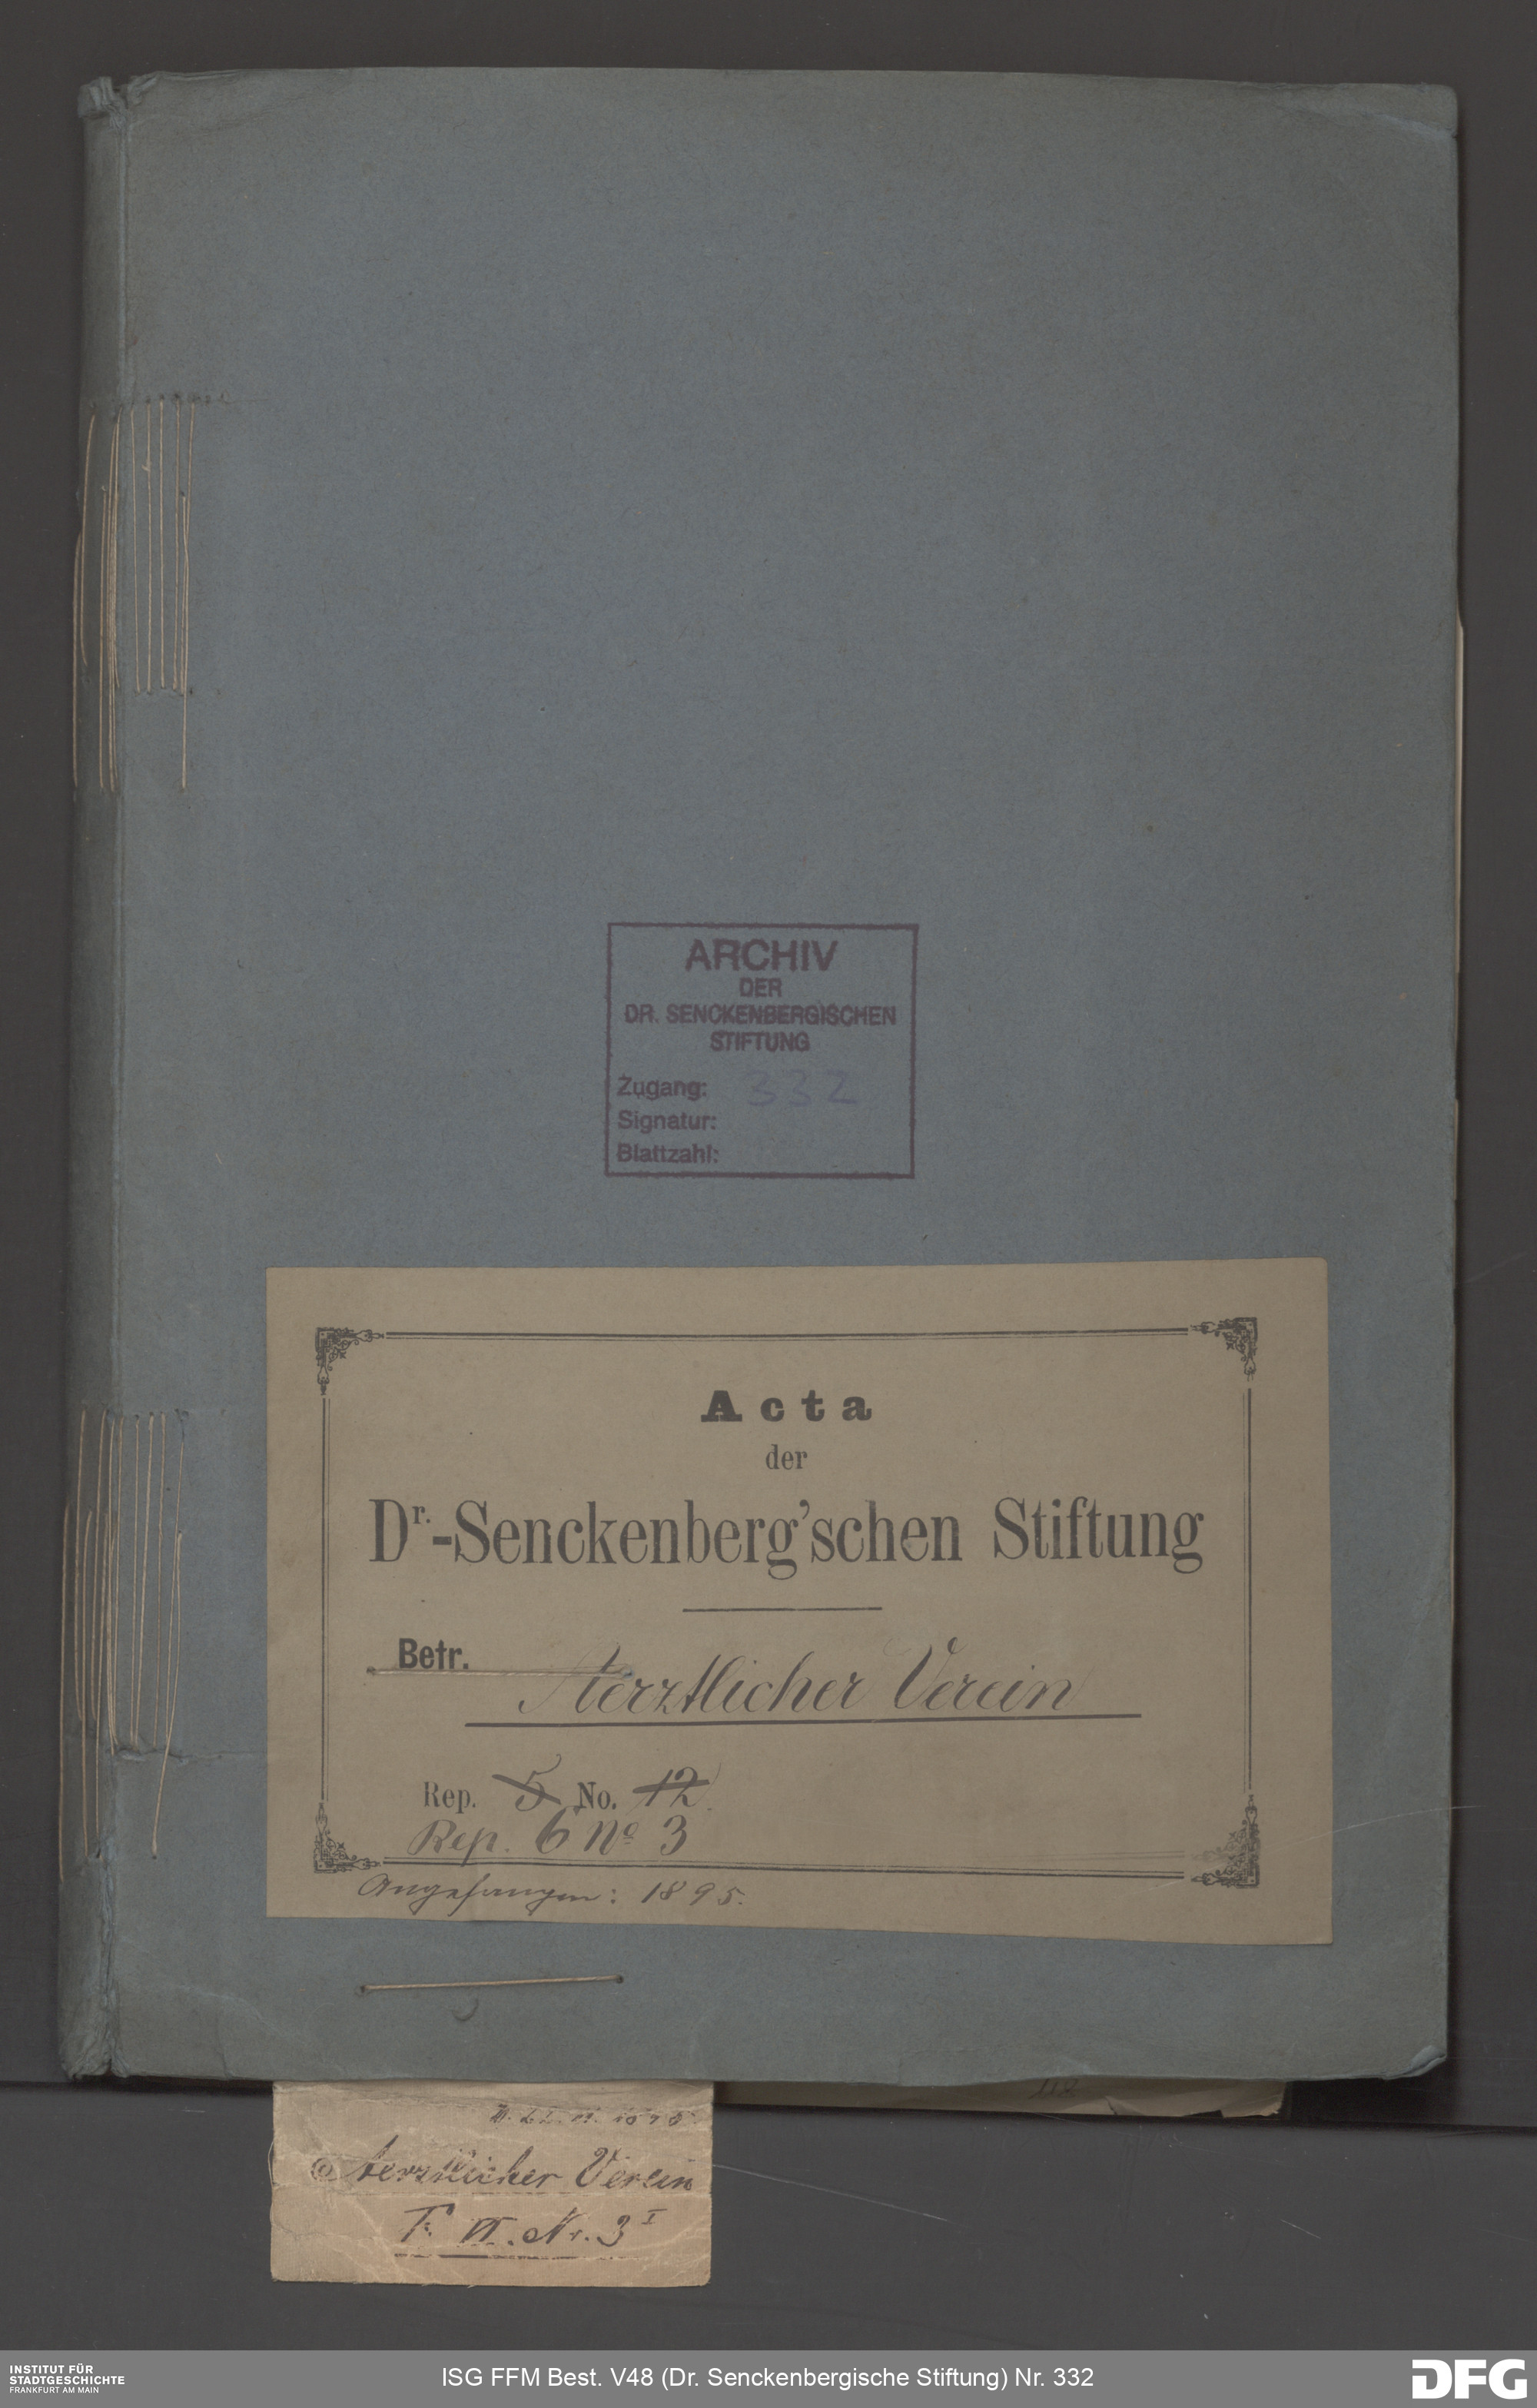 ARCHIV
DER
DR. SENCKENBERGISCHEN
STIFTUNG
Zugang: 332
Signatur:
Blattzahl:
Acta
der
Dr.-Senckenberg'schen Stiftung
Betr. Aerztlicher Verein
Rep. 5 No. 12
Rep. 6 No 3
Angefangen: 1895.
Aerztlicher Verein
VI. Nr. 3 I
INSTITUT FÜR
STADTGESCHICHTE
FRANKFURT AM MAIN
ISG FFM Best. V48 (Dr. Senckenbergische Stiftung) Nr. 332
DFG